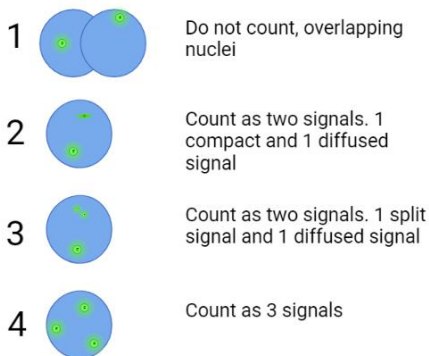 1
Do not count, overlapping
nuclei
2
Count as two signals. 1
compact and 1 diffused
signal
3
Count as two signals. 1 split
signal and 1 diffused signal
4
Count as 3 signals